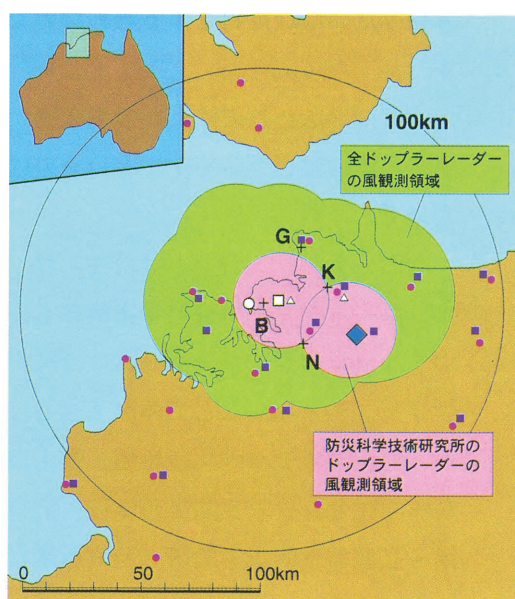 100km
全ドップラーレーダー
の風観測領域
G
K
B
N
防災科学技術研究所の
ドップラーレーダーの
風観測領域
0
50
100km